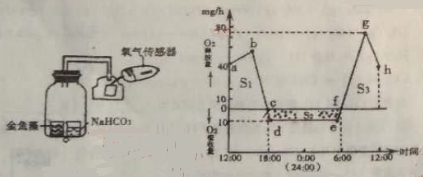 氧气传感器
金鱼藻
NaHCO₃
mg/h
O₂
释放量
80
40
10
0
10
O₂
吸收量
a
b
c
d
e
f
g
h
S₁
S₂
S₃
12:00
18:00
0:00
(24:00)
6:00
12:00
时间